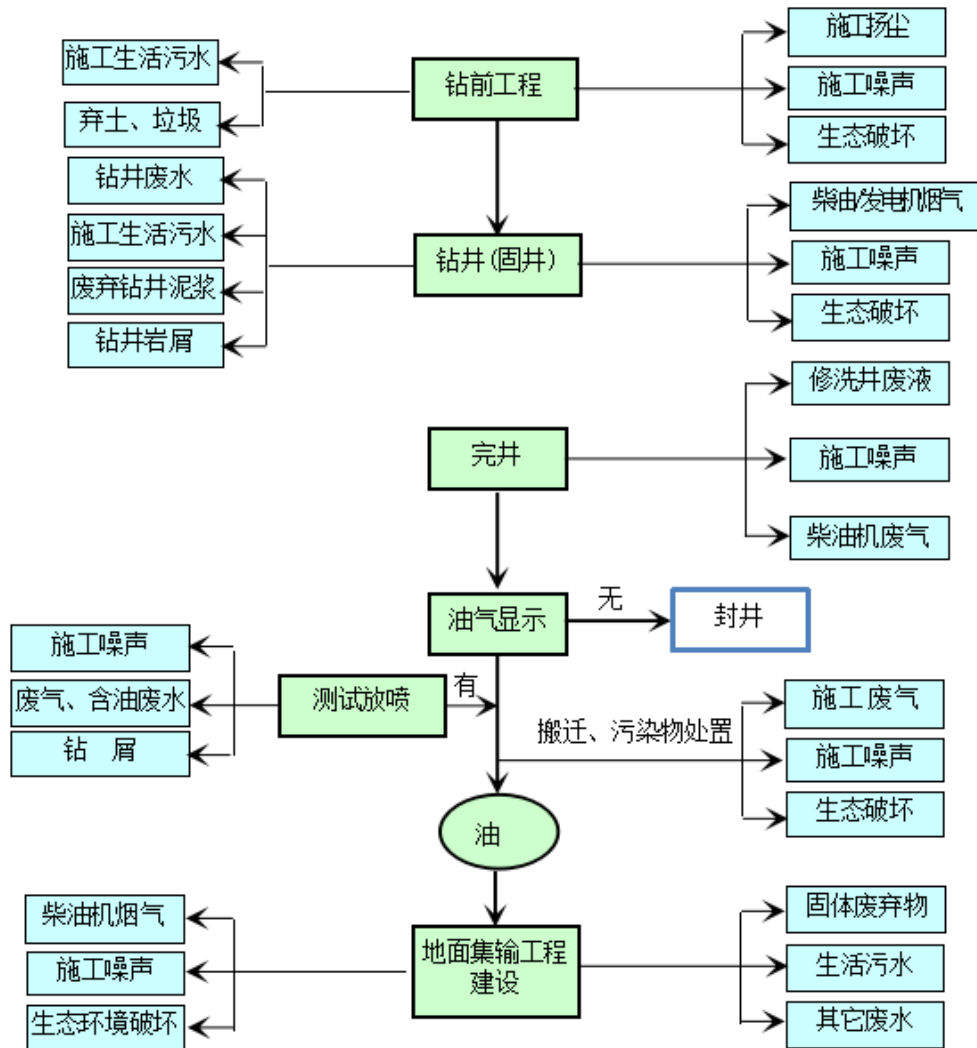 施工生活污水
弃土、垃圾
钻前工程
施工扬尘
施工噪声
生态破坏
钻井废水
施工生活污水
废弃钻井泥浆
钻井岩屑
钻井(固井)
柴油/发电机烟气
施工噪声
生态破坏
完井
修洗井废液
施工噪声
柴油机废气
油气显示
无
封井
施工噪声
废气、含油废水
钻 屑
测试放喷
有
搬迁、污染物处置
施工废气
施工噪声
生态破坏
油
柴油机烟气
施工噪声
生态环境破坏
地面集输工程
建设
固体废弃物
生活污水
其它废水